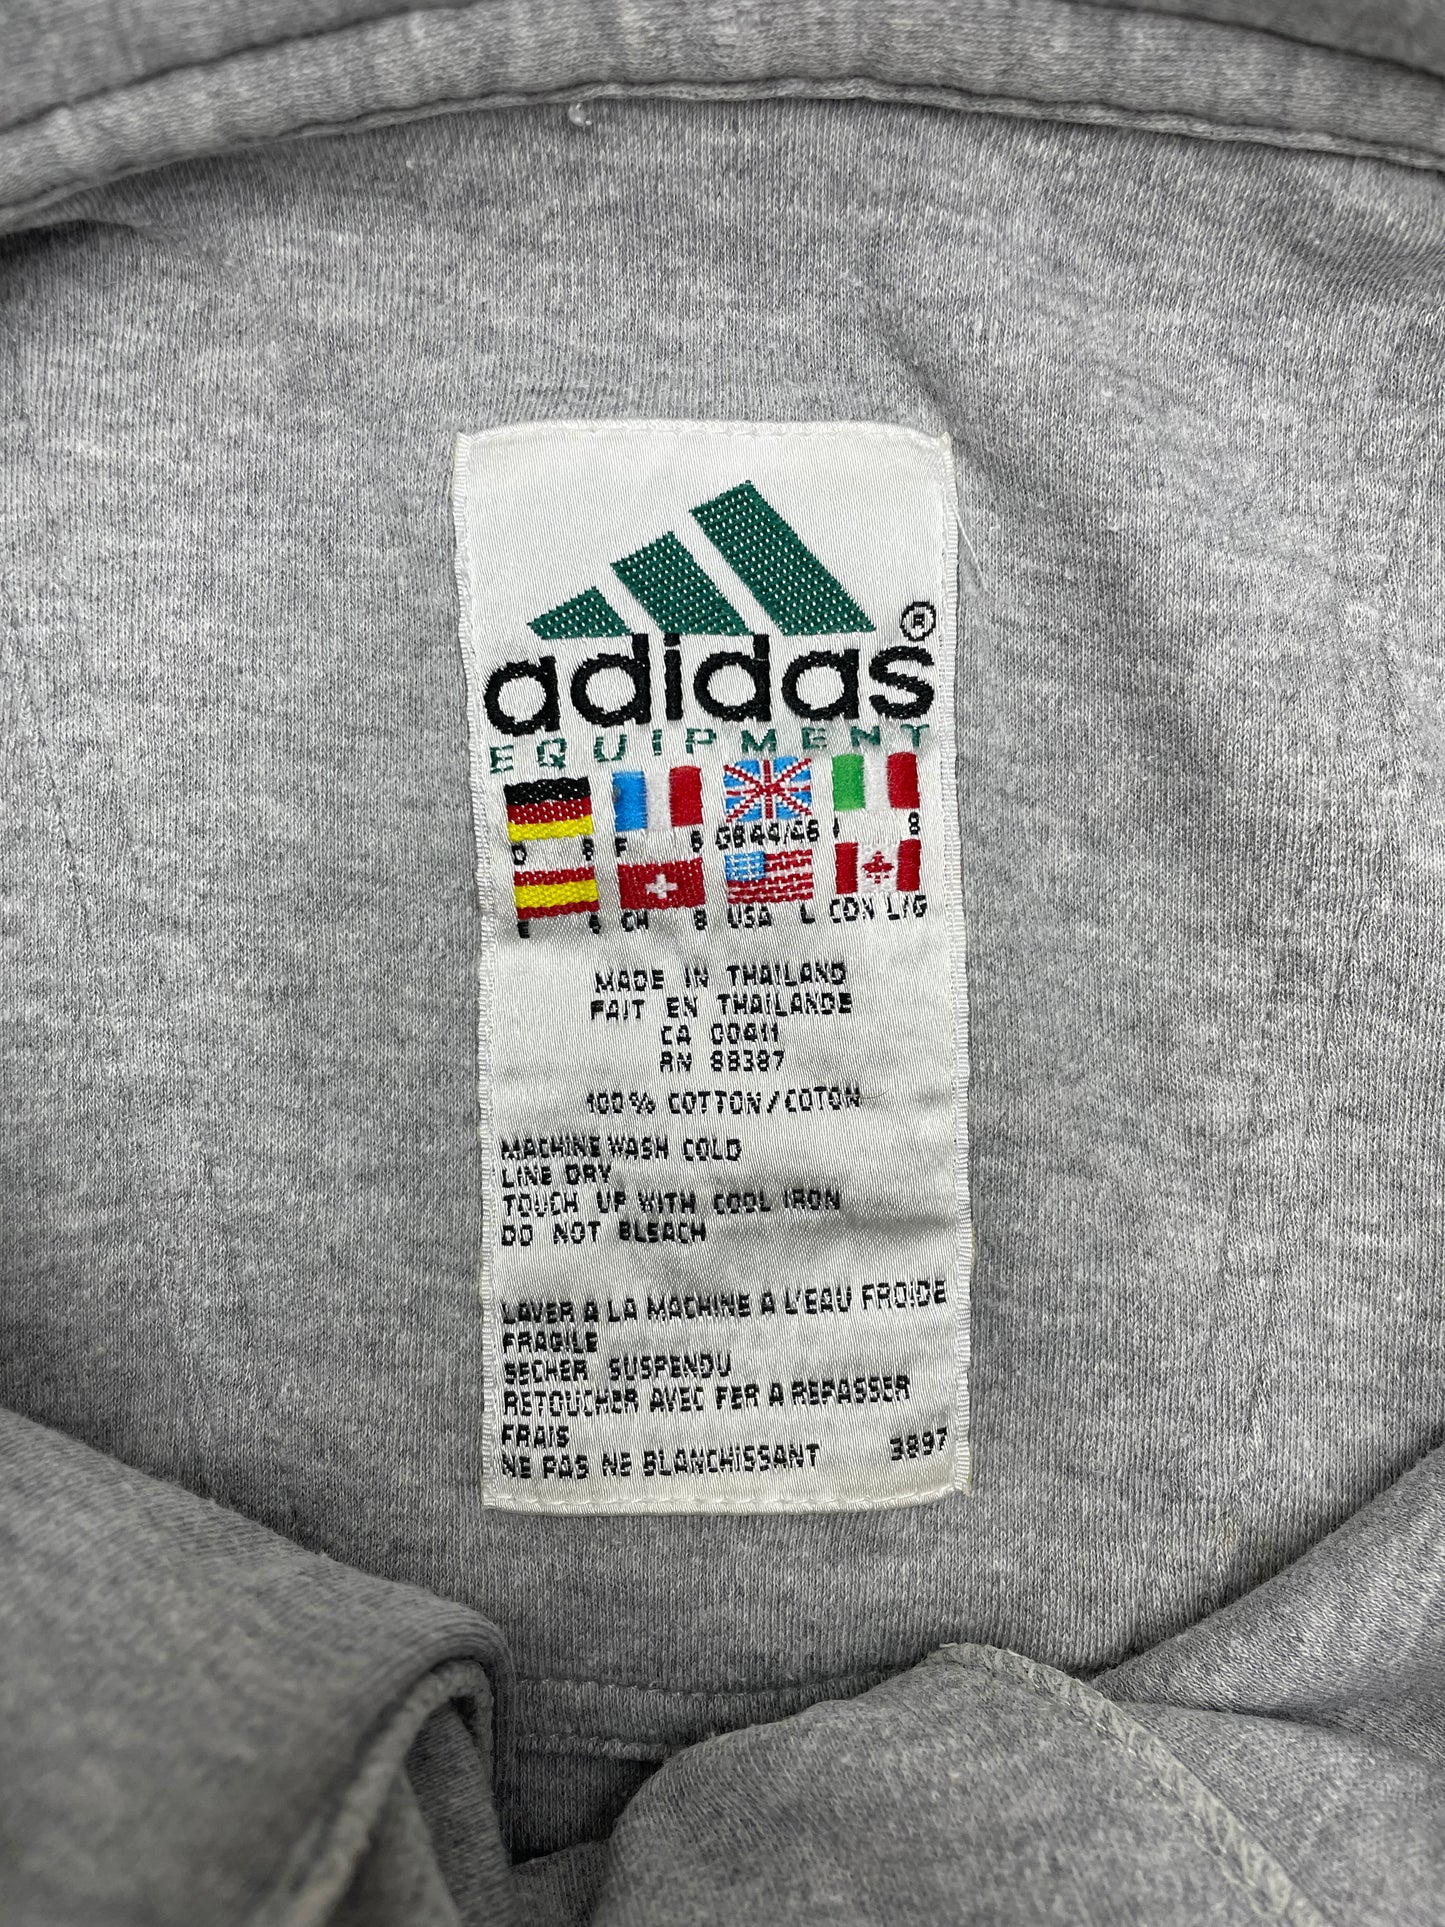 adidas®
EQUIPMENT
D 8 F 8 GB 44/46 I 8
E 8 CH 8 USA L CDN L/G
MADE IN THAILAND
FAIT EN THAILANDE
CA 00411
RN 88387
100% COTTON/COTON
MACHINE WASH COLD
LINE DRY
TOUCH UP WITH COOL IRON
DO NOT BLEACH
LAVER A LA MACHINE A L'EAU FROIDE
FRAGILE
SECHER SUSPENDU
RETOUCHER AVEC FER A REPASSER
FRAIS
NE PAS NE BLANCHISSANT 3897